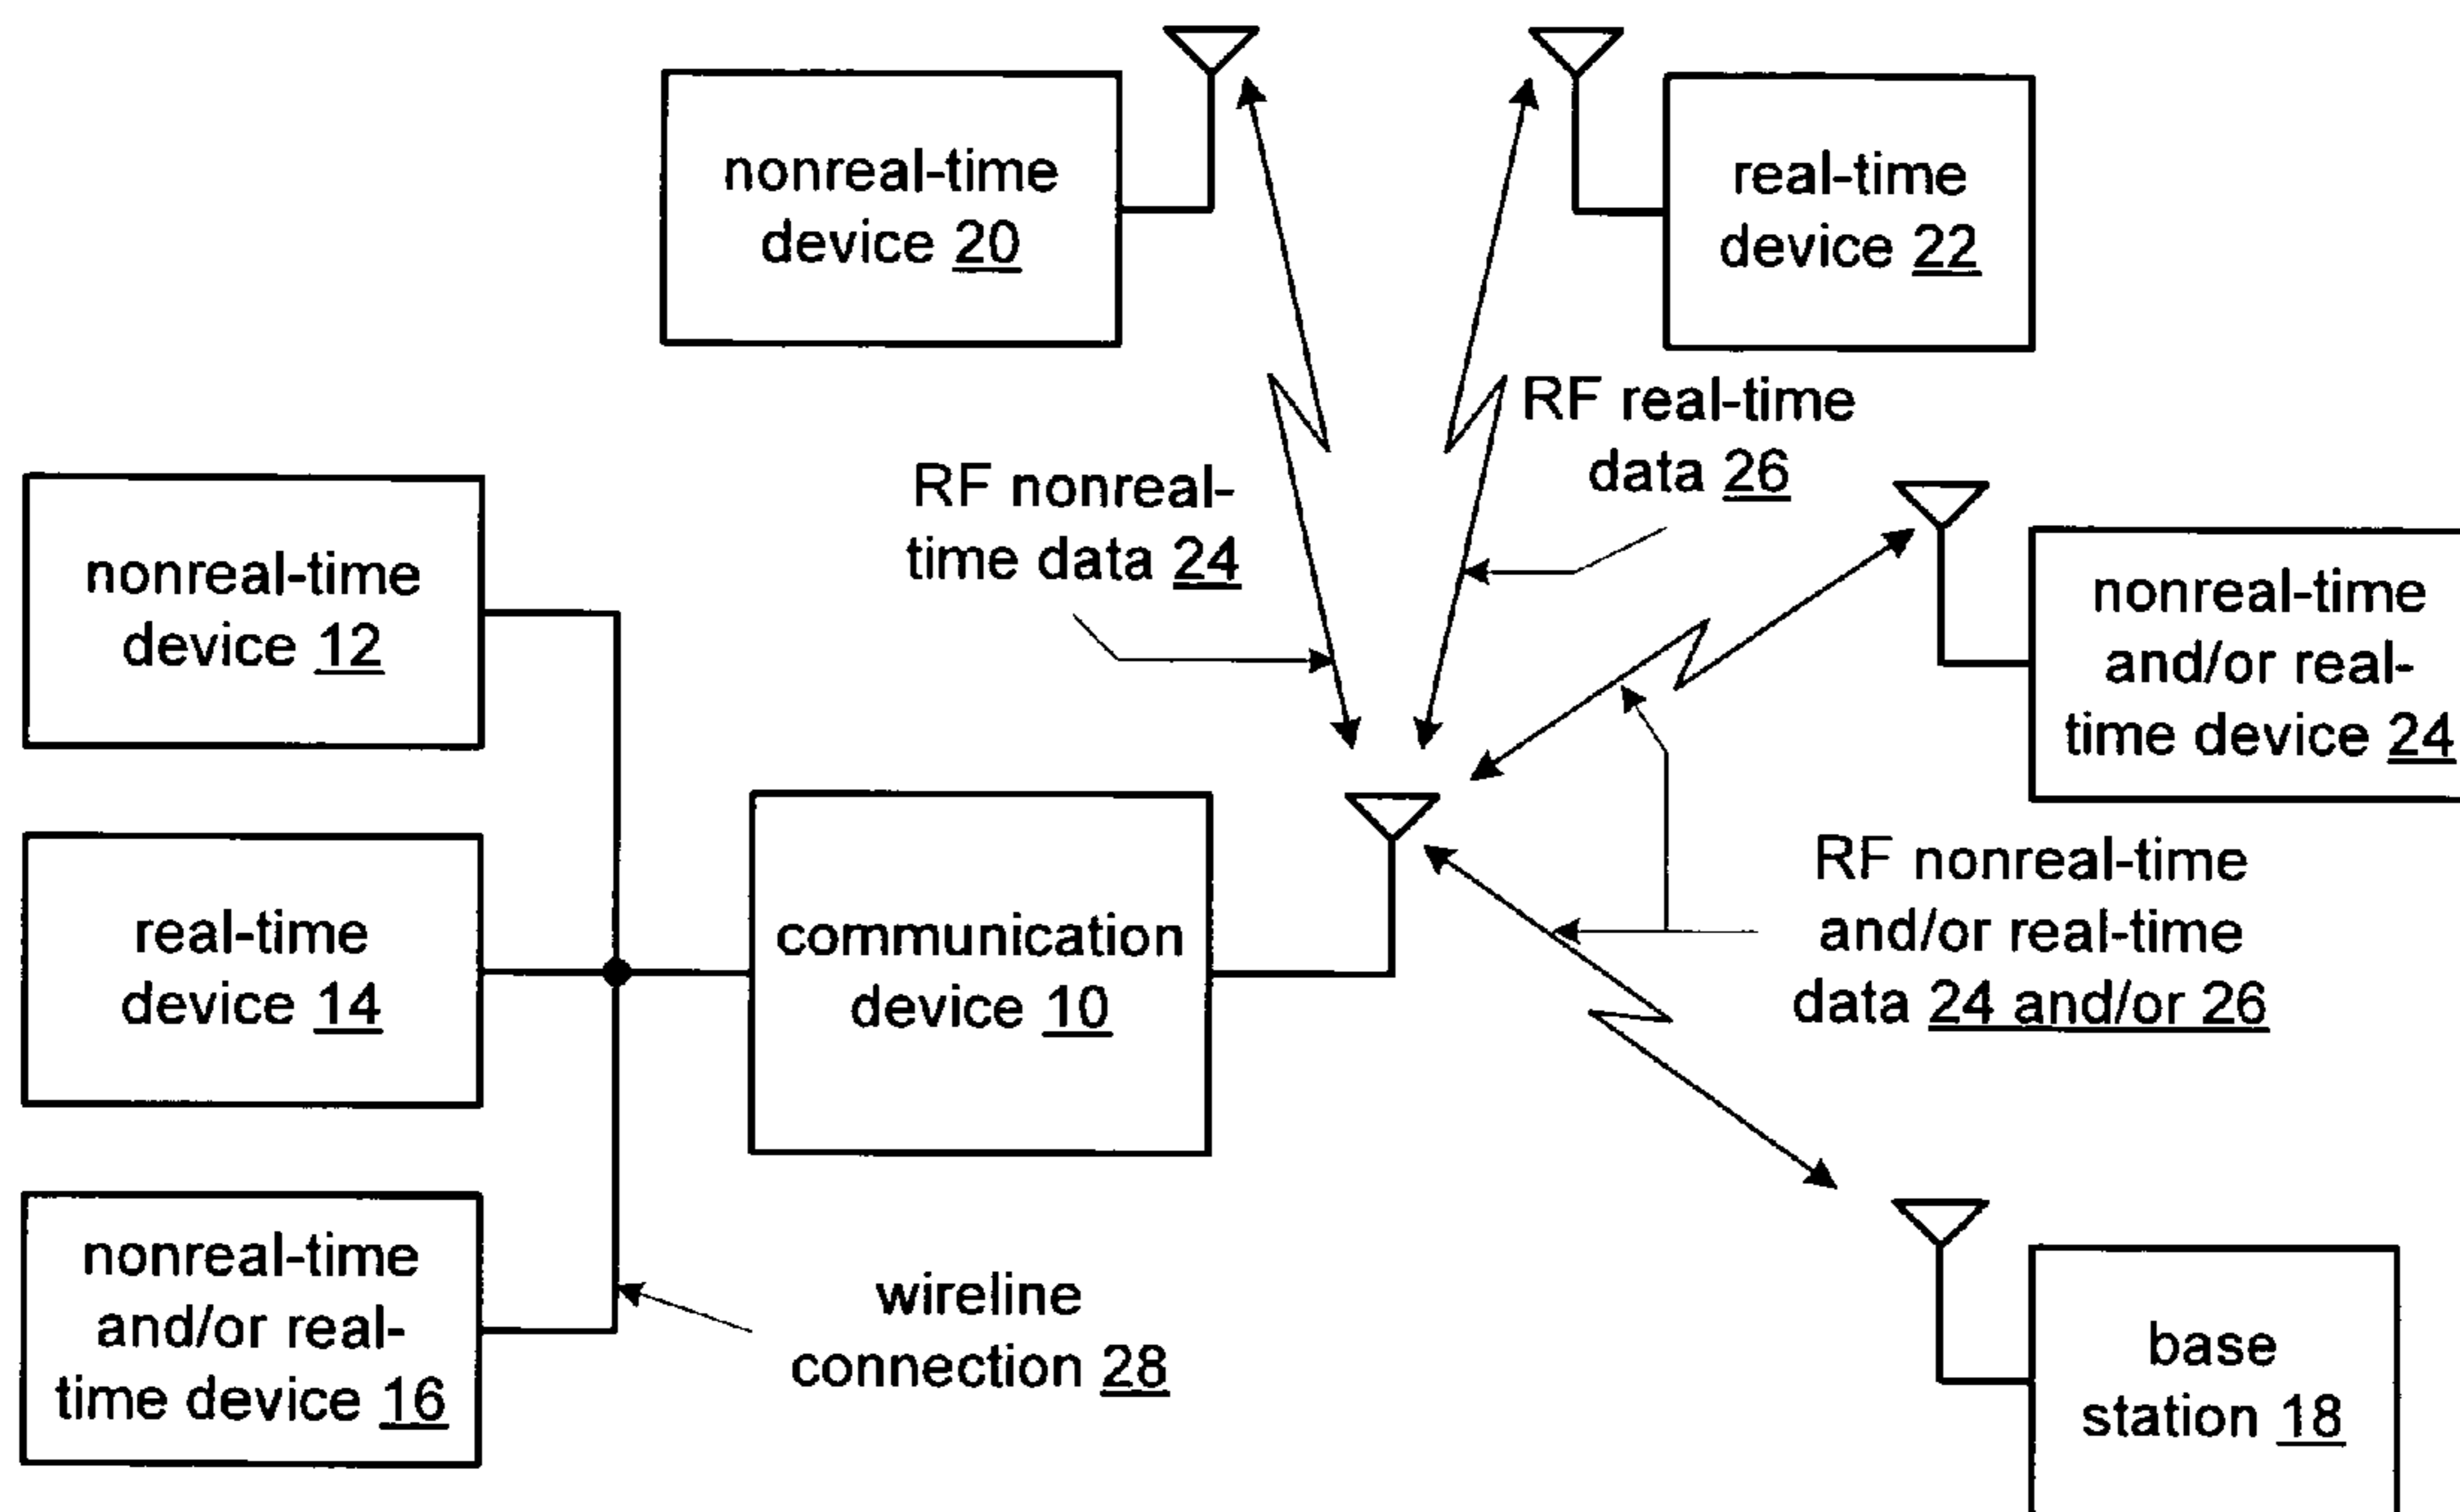 nonreal-time
device 20
real-time
device 22
RF real-time
data 26
RF nonreal-
time data 24
nonreal-time
device 12
nonreal-time
and/or real-
time device 24
real-time
device 14
communication
device 10
RF nonreal-time
and/or real-time
data 24 and/or 26
nonreal-time
and/or real-
time device 16
wireline
connection 28
base
station 18